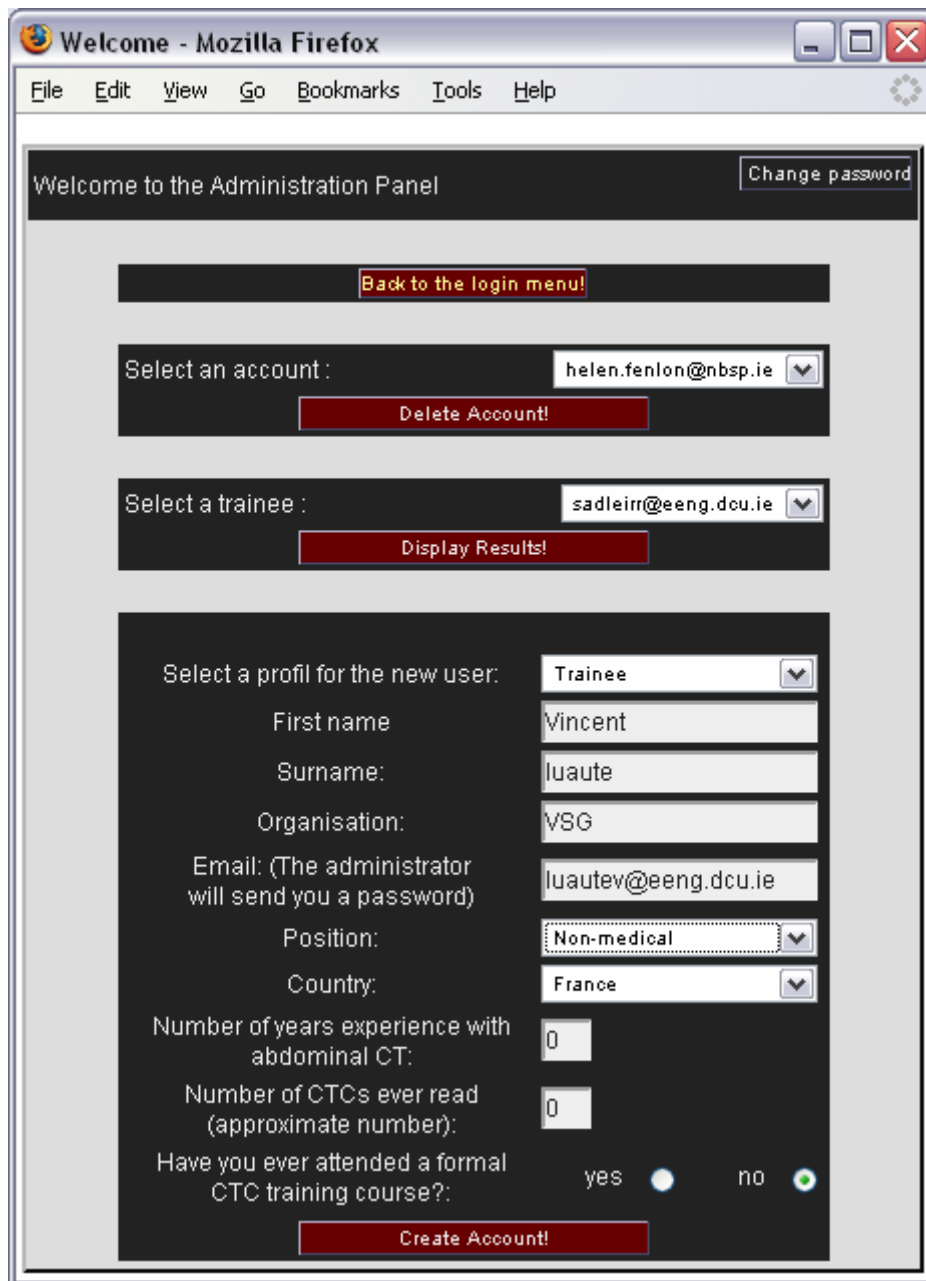 Welcome - Mozilla Firefox
File Edit View Go Bookmarks Tools Help
Welcome to the Administration Panel
Change password
Back to the login menu!
Select an account : helen.fenlon@nbsp.ie
Delete Account!
Select a trainee : sadleirr@eeng.dcu.ie
Display Results!
Select a profil for the new user: Trainee
First name Vincent
Surname: luaute
Organisation: VSG
Email: (The administrator
will send you a password) luautev@eeng.dcu.ie
Position: Non-medical
Country: France
Number of years experience with
abdominal CT: 0
Number of CTCs ever read
(approximate number): 0
Have you ever attended a formal
CTC training course?: yes no
Create Account!